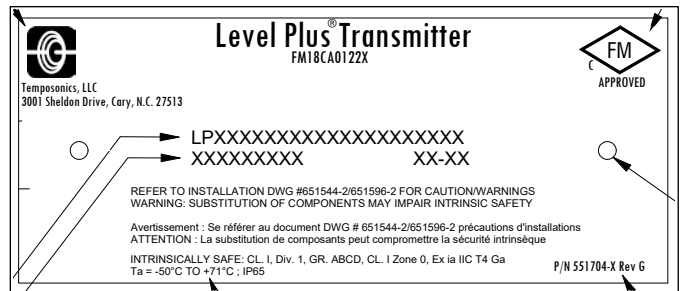 Level Plus® Transmitter
FM18CA0122X
FM
C
APPROVED
Temposonics, LLC
3001 Sheldon Drive, Cary, N.C. 27513
LPXXXXXXXXXXXXXXXXXXXX
XXXXXXXXX XX-XX
REFER TO INSTALLATION DWG #651544-2/651596-2 FOR CAUTION/WARNINGS
WARNING: SUBSTITUTION OF COMPONENTS MAY IMPAIR INTRINSIC SAFETY
Avertissement : Se référer au document DWG # 651544-2/651596-2 précautions d'installations
ATTENTION : La substitution de composants peut compromettre la sécurité intrinsèque
INTRINSICALLY SAFE: CL. I, Div. 1, GR. ABCD, CL. I Zone 0, Ex ia IIC T4 Ga
Ta = -50°C TO +71°C ; IP65
P/N 551704-X Rev G